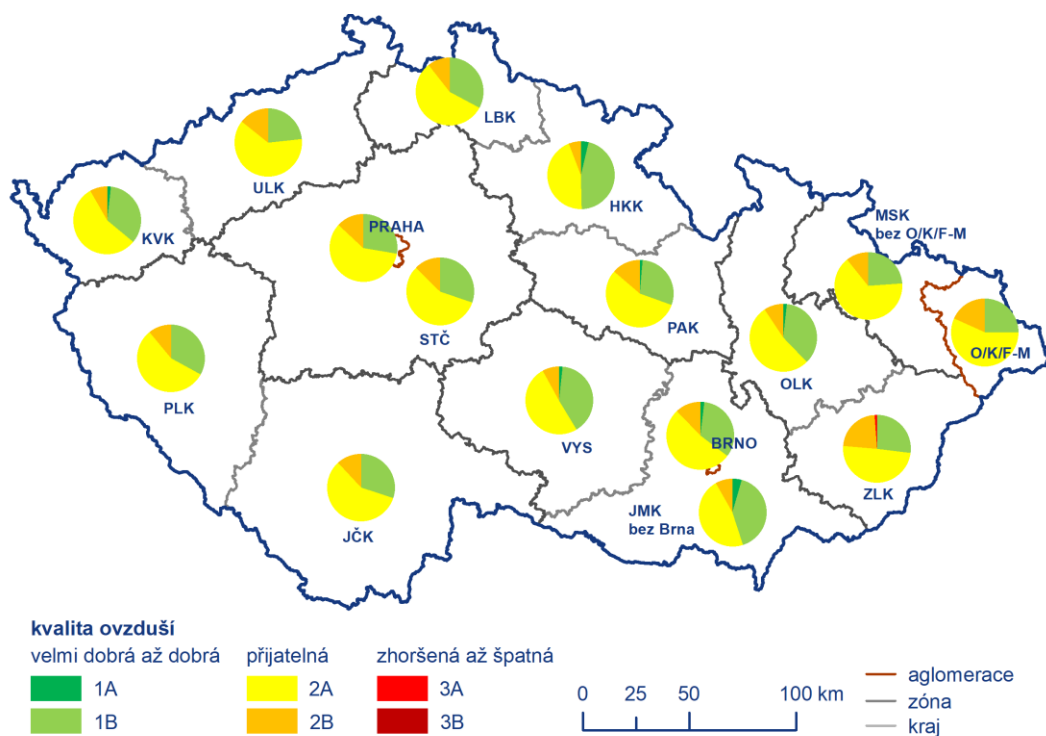 LBK
ULK
HKK
KVK
PRAHA
MSK
bez O/K/F-M
STČ
PAK
O/K/F-M
OLK
PLK
VYS
BRNO
ZLK
JČK
JMK
bez Brna
kvalita ovzduší
velmi dobrá až dobrá
přijatelná
zhoršená až špatná
1A
2A
3A
1B
2B
3B
0 25 50 100 km
aglomerace
zóna
kraj